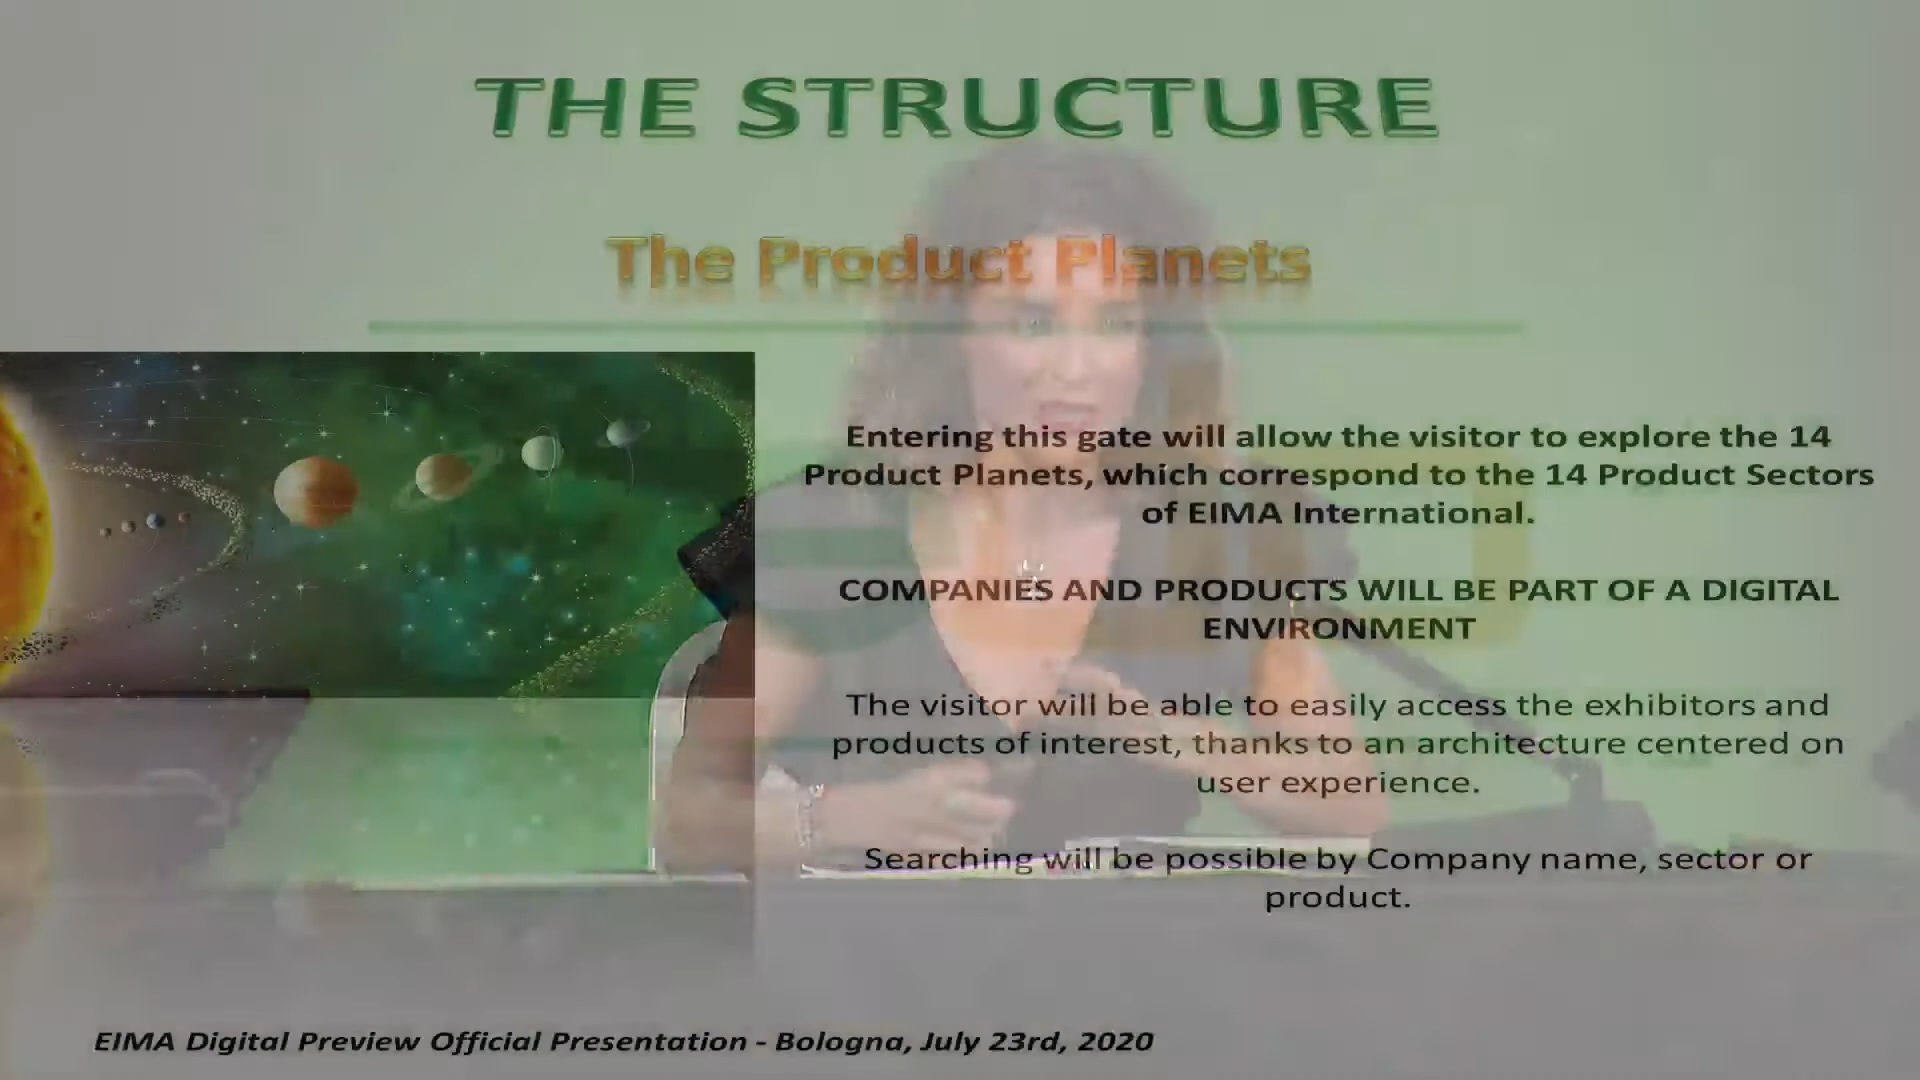 THE STRUCTURE
The Product Planets
Entering this gate will allow the visitor to explore the 14
Product Planets, which correspond to the 14 Product Sectors
of EIMA International.
COMPANIES AND PRODUCTS WILL BE PART OF A DIGITAL
ENVIRONMENT
The visitor will be able to easily access the exhibitors and
products of interest, thanks to an architecture centered on
user experience.
Searching will be possible by Company name, sector or
product.
EIMA Digital Preview Official Presentation - Bologna, July 23rd, 2020